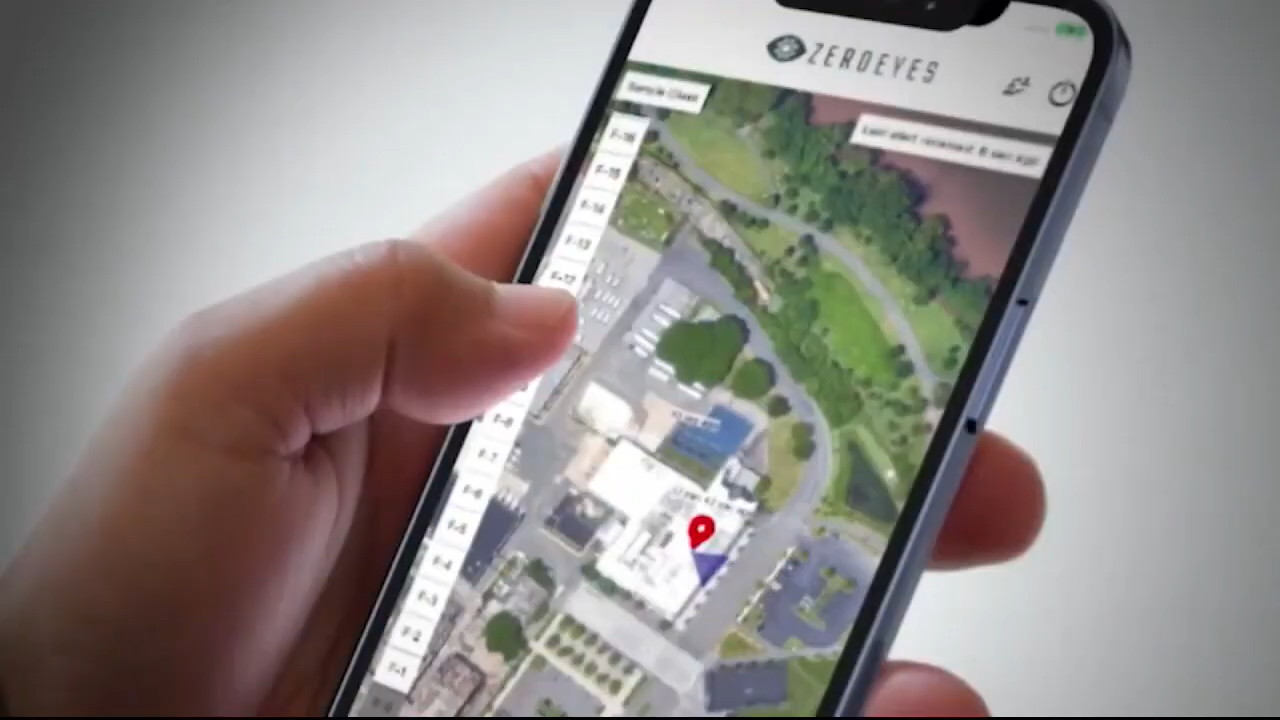 ZEROEYES
Sample Client
Last alert received: 8 sec ago
F-16
F-15
F-14
F-13
F-12
F-8
F-7
F-6
F-5
F-4
F-3
F-2
F-1